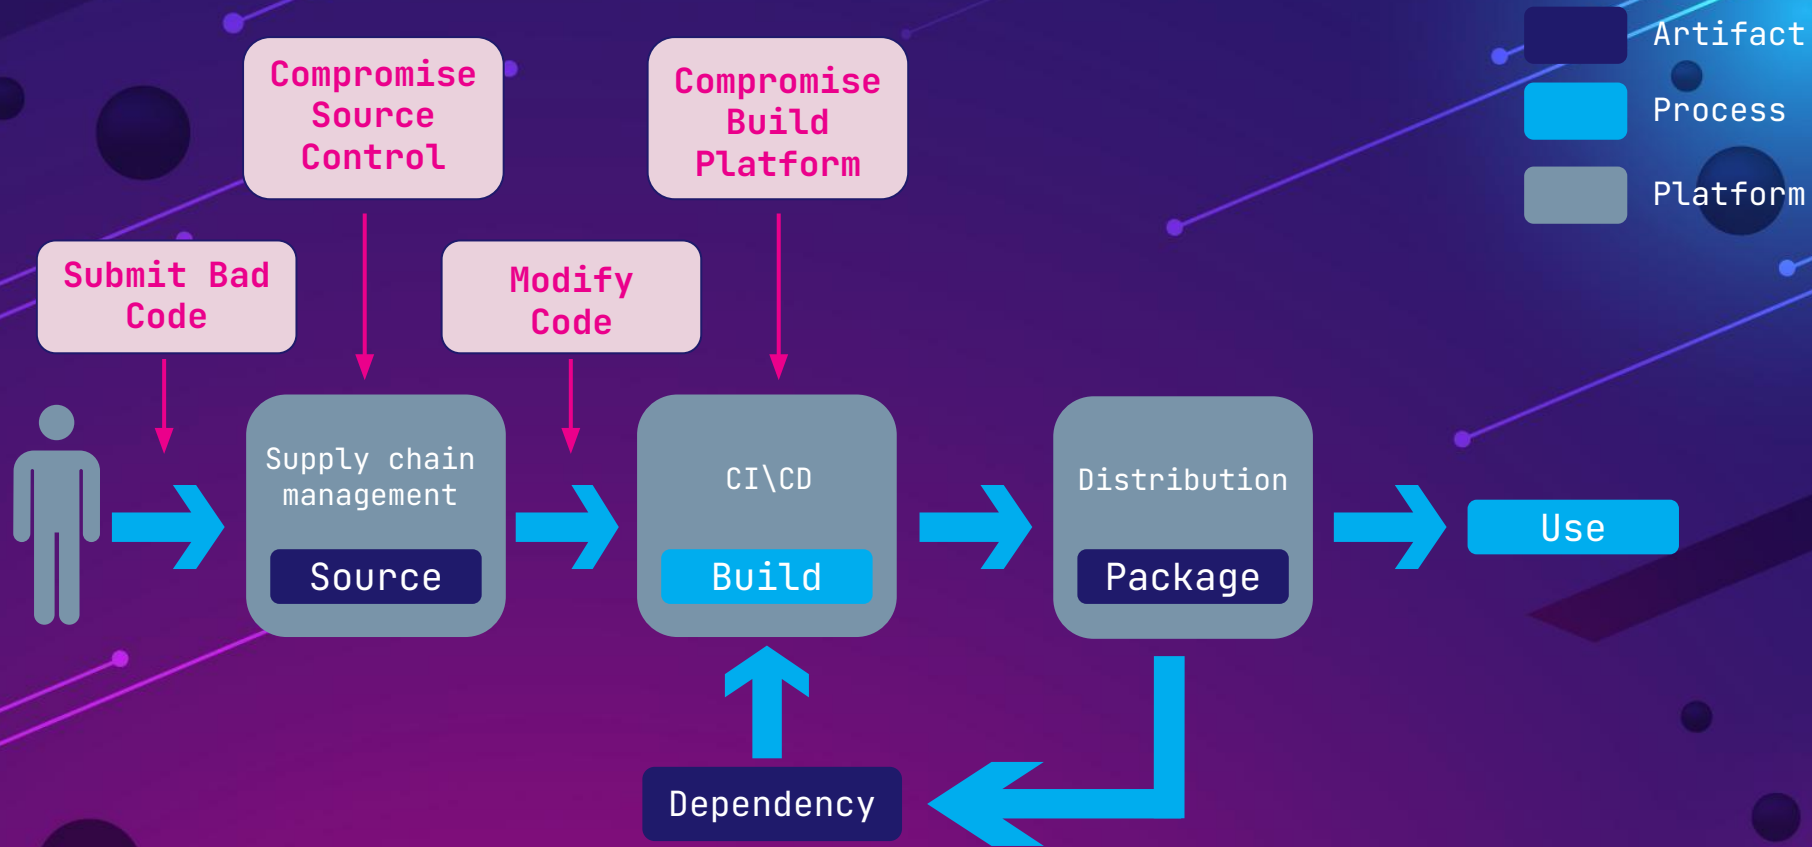 Artifact
Process
Platform
Compromise
Source
Control
Compromise
Build
Platform
Submit Bad
Code
Modify
Code
Supply chain
management
Source
CI\CD
Build
Distribution
Package
Use
Dependency